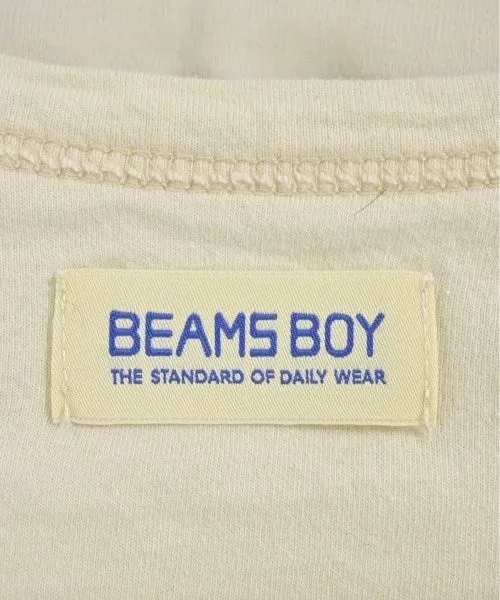 BEAMS BOY
THE STANDARD OF DAILY WEAR